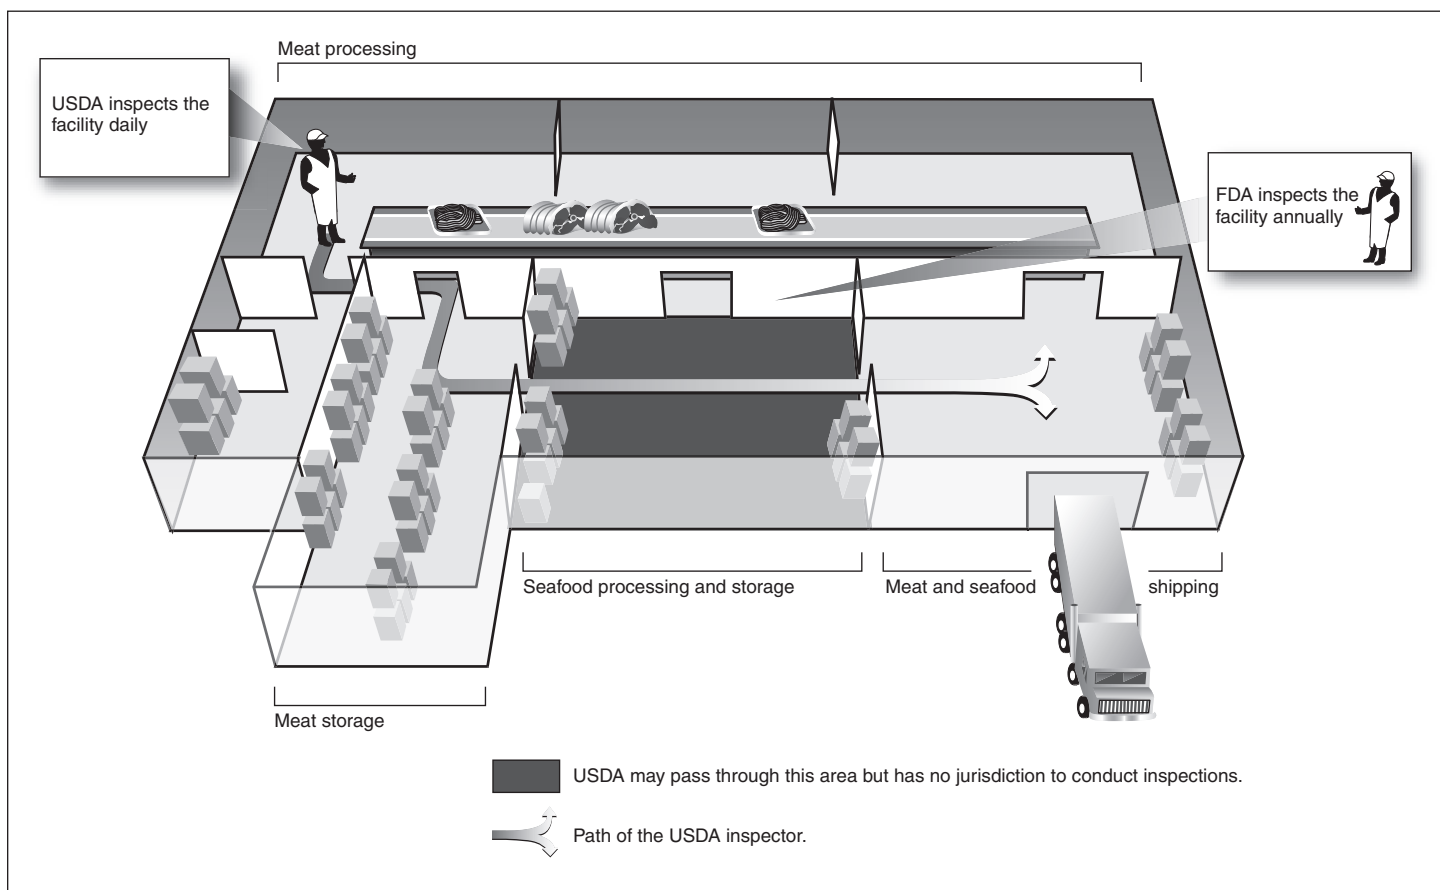 Meat processing
USDA inspects the
facility daily
FDA inspects the
facility annually
Seafood processing and storage
Meat and seafood shipping
Meat storage
USDA may pass through this area but has no jurisdiction to conduct inspections.
Path of the USDA inspector.